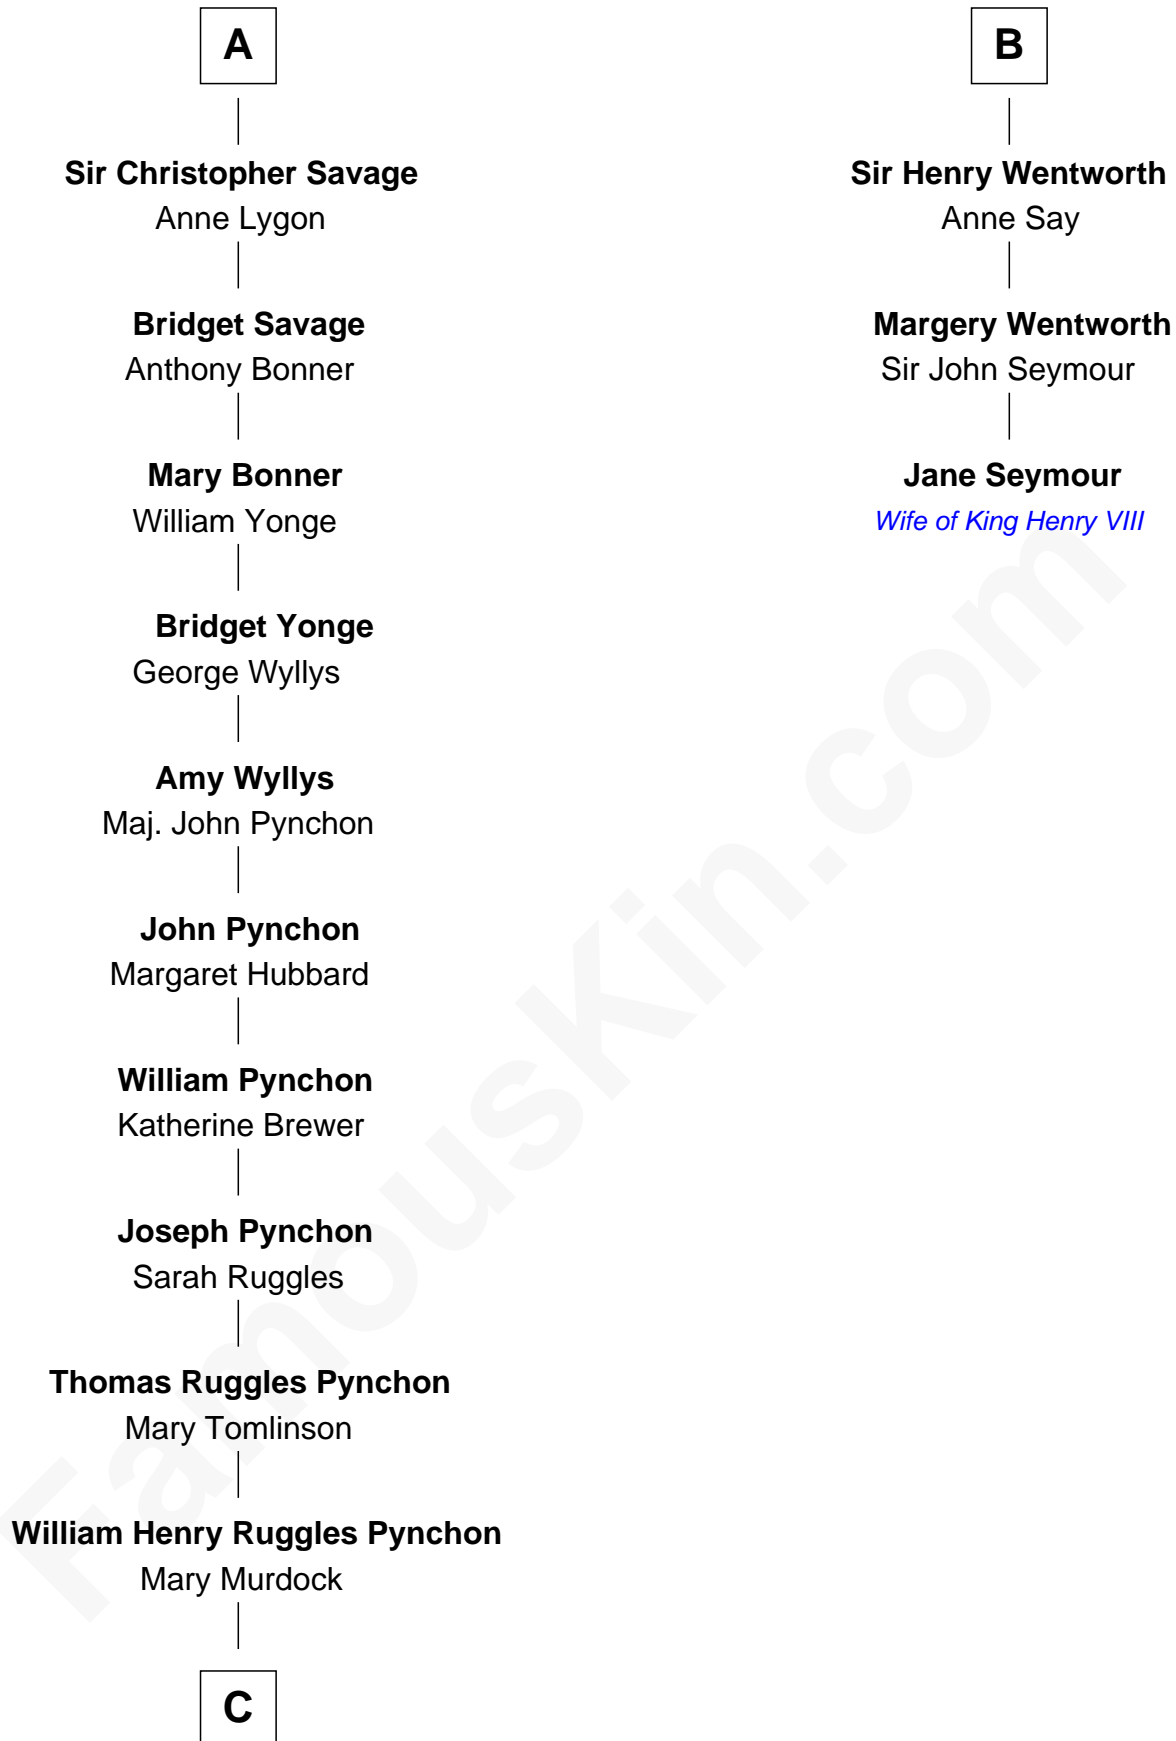 A
Sir Christopher Savage
Anne Lygon
Bridget Savage
Anthony Bonner
Mary Bonner
William Yonge
Bridget Yonge
George Wyllys
Amy Wyllys
Maj. John Pynchon
John Pynchon
Margaret Hubbard
William Pynchon
Katherine Brewer
Joseph Pynchon
Sarah Ruggles
Thomas Ruggles Pynchon
Mary Tomlinson
William Henry Ruggles Pynchon
Mary Murdock
C
B
Sir Henry Wentworth
Anne Say
Margery Wentworth
Sir John Seymour
Jane Seymour
Wife of King Henry VIII
FamousKin.com